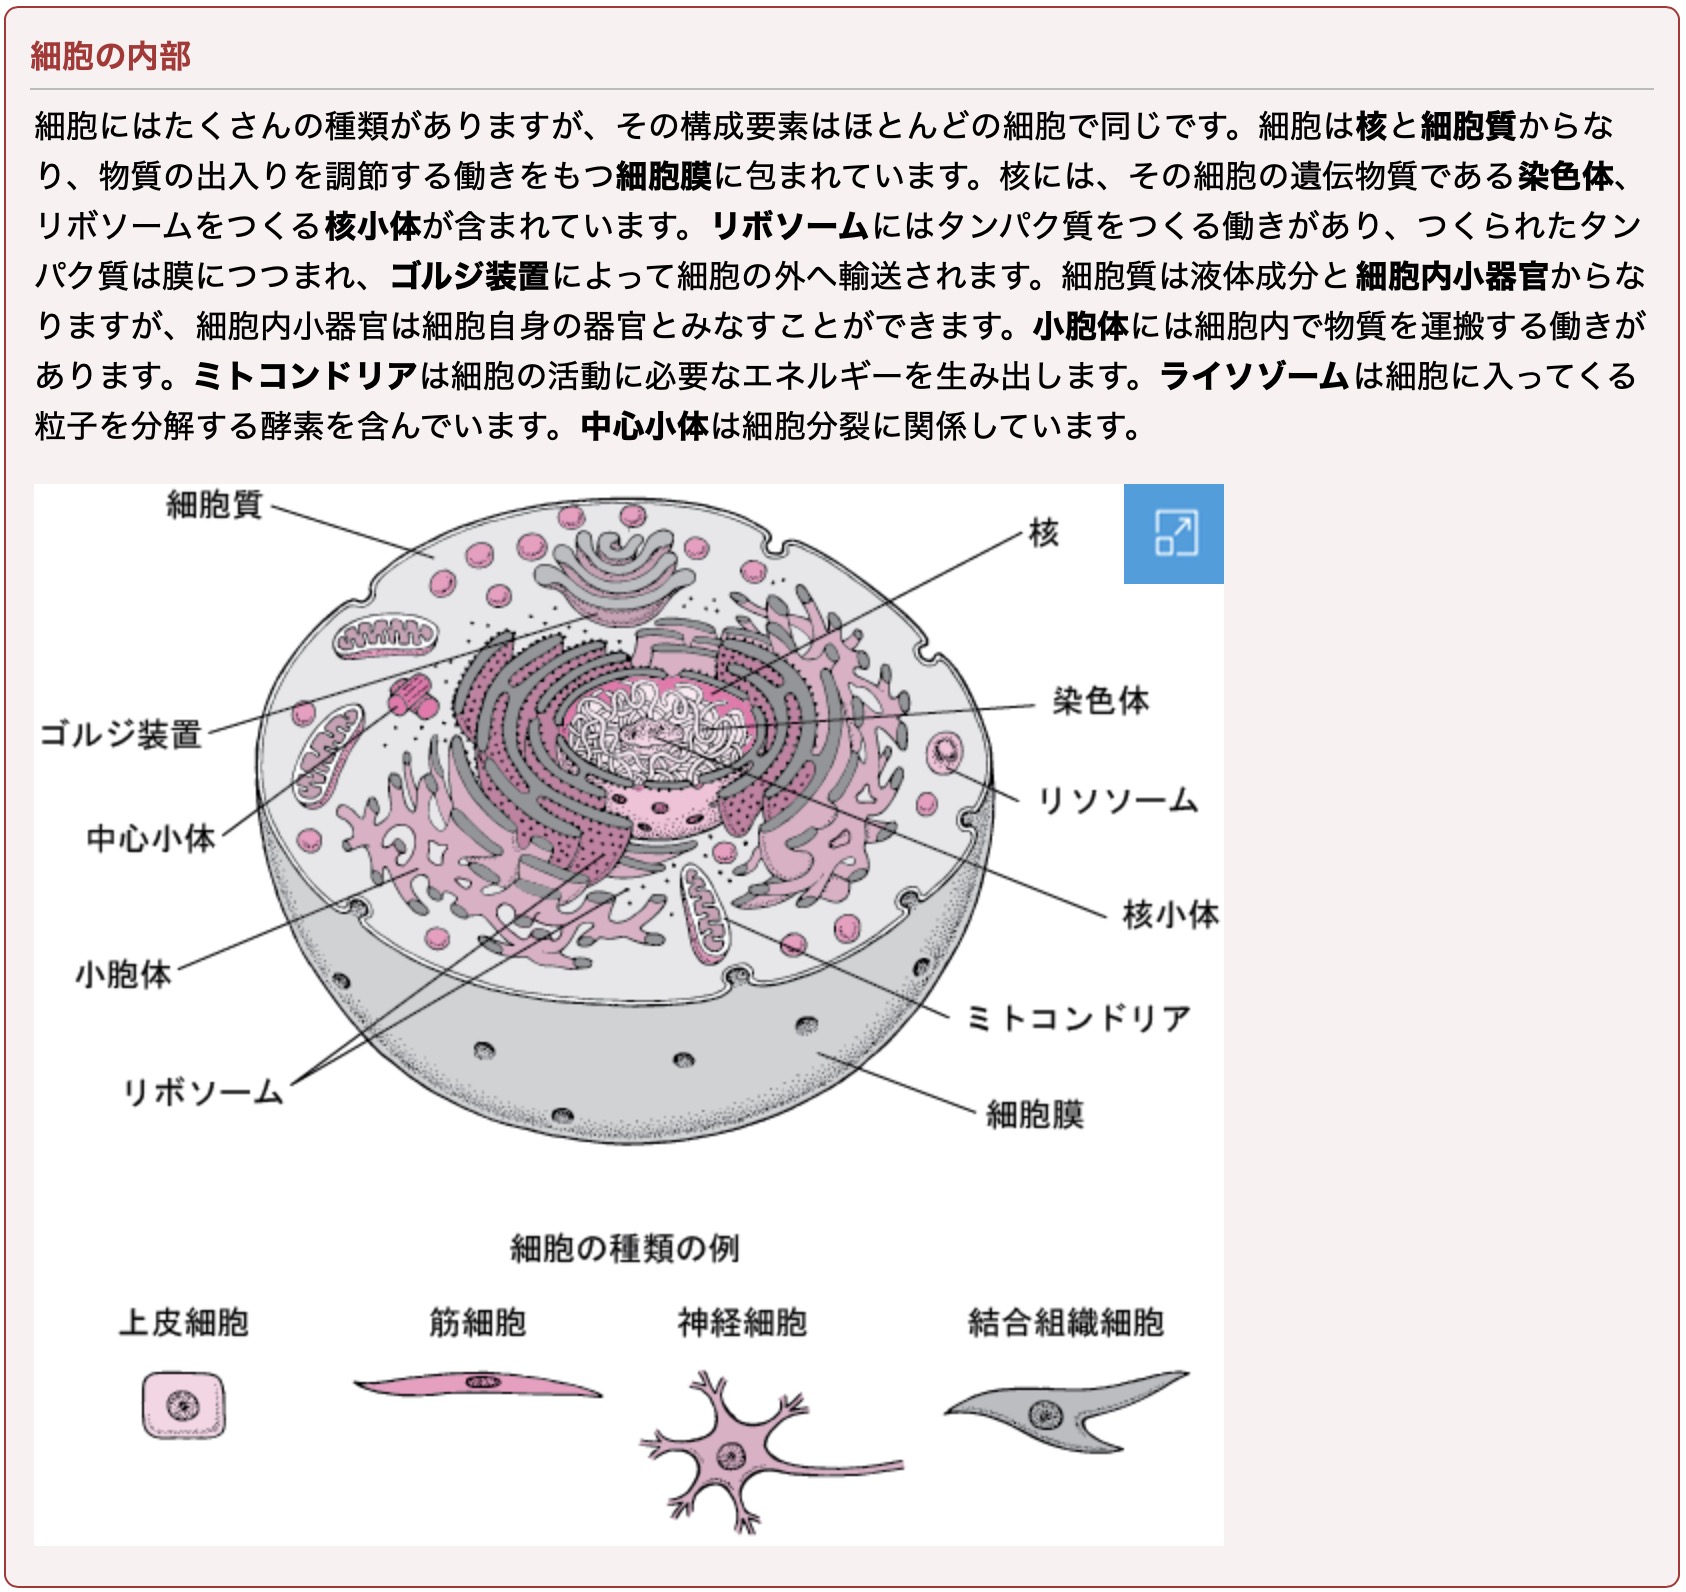 細胞の内部
細胞にはたくさんの種類がありますが、その構成要素はほとんどの細胞で同じです。細胞は核と細胞質からな
り、物質の出入りを調節する働きをもつ細胞膜に包まれています。核には、その細胞の遺伝物質である染色体、
リボソームをつくる核小体が含まれています。リボソームにはタンパク質をつくる働きがあり、つくられたタン
パク質は膜につつまれ、ゴルジ装置によって細胞の外へ輸送されます。細胞質は液体成分と細胞内小器官からな
りますが、細胞内小器官は細胞自身の器官とみなすことができます。小胞体には細胞内で物質を運搬する働きが
あります。ミトコンドリアは細胞の活動に必要なエネルギーを生み出します。ライソゾームは細胞に入ってくる
粒子を分解する酵素を含んでいます。中心小体は細胞分裂に関係しています。
細胞質
核
染色体
ゴルジ装置
リソソーム
中心小体
核小体
小胞体
ミトコンドリア
リボソーム
細胞膜
細胞の種類の例
上皮細胞
筋細胞
神経細胞
結合組織細胞